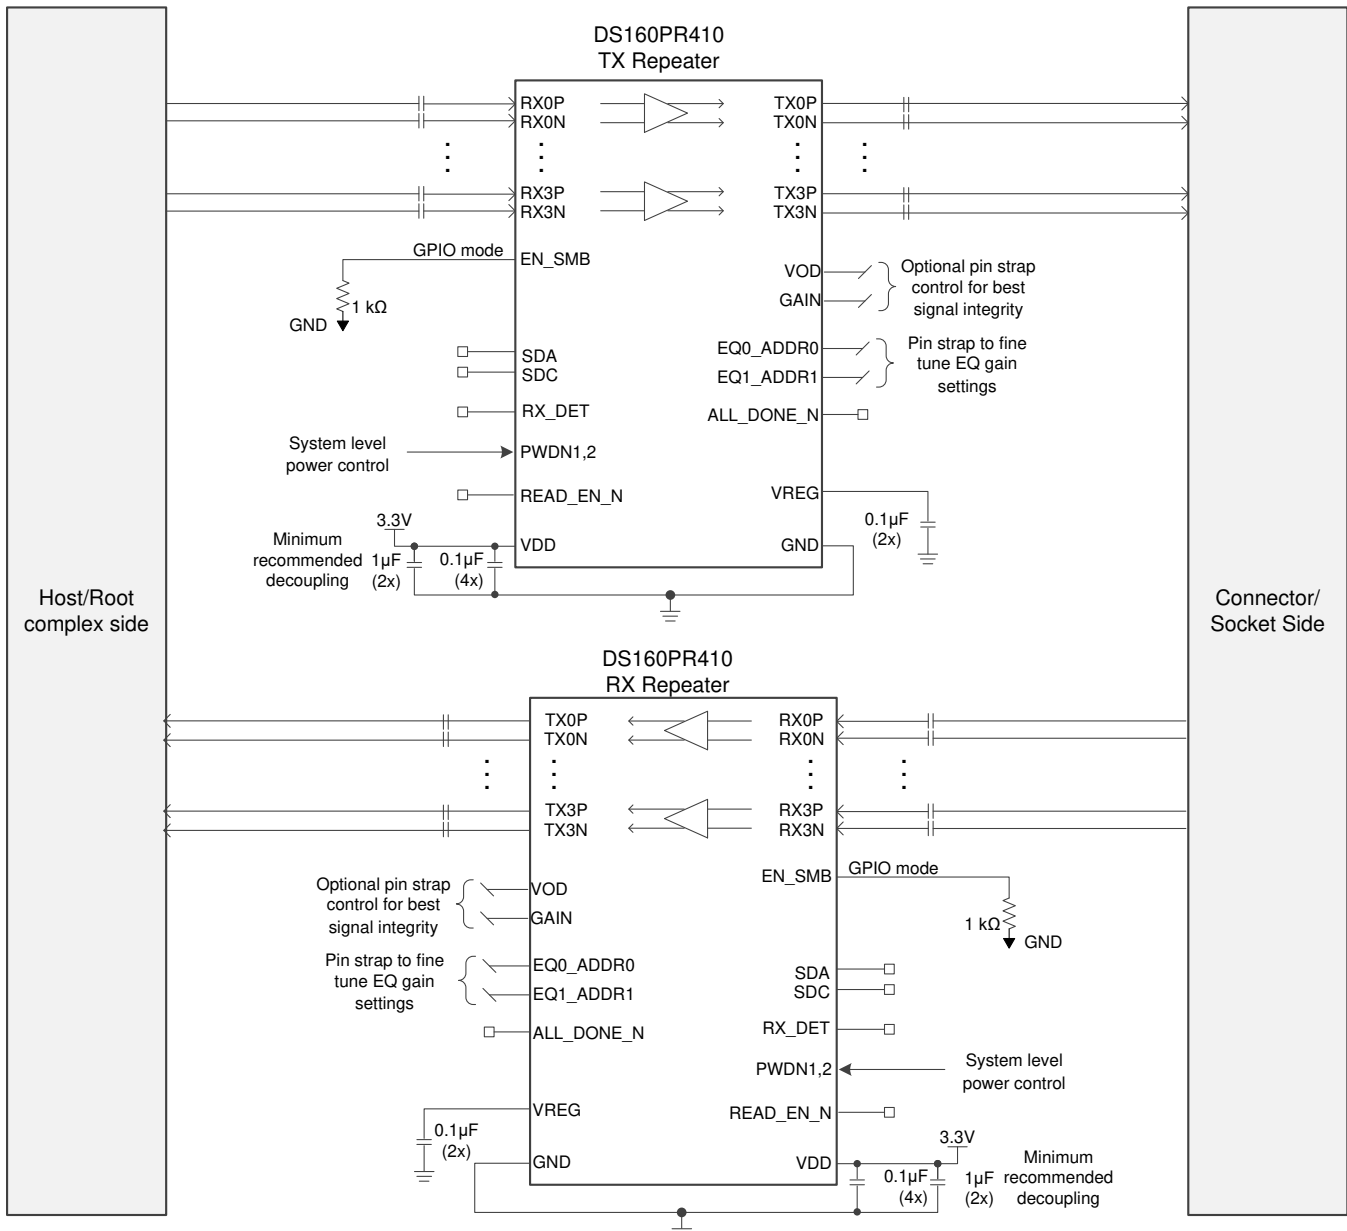 DS160PR410
TX Repeater
RX0P
RX0N
RX3P
RX3N
TX0P
TX0N
TX3P
TX3N
GPIO mode
EN_SMB
1 kΩ
GND
VOD
GAIN
Optional pin strap
control for best
signal integrity
SDA
SDC
EQ0_ADDR0
EQ1_ADDR1
Pin strap to fine
tune EQ gain
settings
RX_DET
ALL_DONE_N
System level
power control
PWDN1,2
READ_EN_N
VREG
0.1µF
(2x)
3.3V
VDD
GND
Minimum
recommended
decoupling
1µF
(2x)
0.1µF
(4x)
Host/Root
complex side
Connector/
Socket Side
DS160PR410
RX Repeater
TX0P
TX0N
TX3P
TX3N
RX0P
RX0N
RX3P
RX3N
EN_SMB
GPIO mode
1 kΩ
GND
Optional pin strap
control for best
signal integrity
VOD
GAIN
Pin strap to fine
tune EQ gain
settings
EQ0_ADDR0
EQ1_ADDR1
SDA
SDC
ALL_DONE_N
RX_DET
PWDN1,2
System level
power control
VREG
0.1µF
(2x)
READ_EN_N
GND
VDD
3.3V
0.1µF
(4x)
1µF
(2x)
Minimum
recommended
decoupling